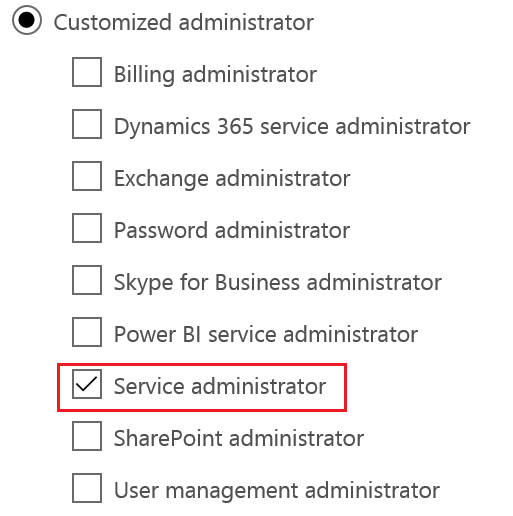 Customized administrator
Billing administrator
Dynamics 365 service administrator
Exchange administrator
Password administrator
Skype for Business administrator
Power BI service administrator
Service administrator
SharePoint administrator
User management administrator